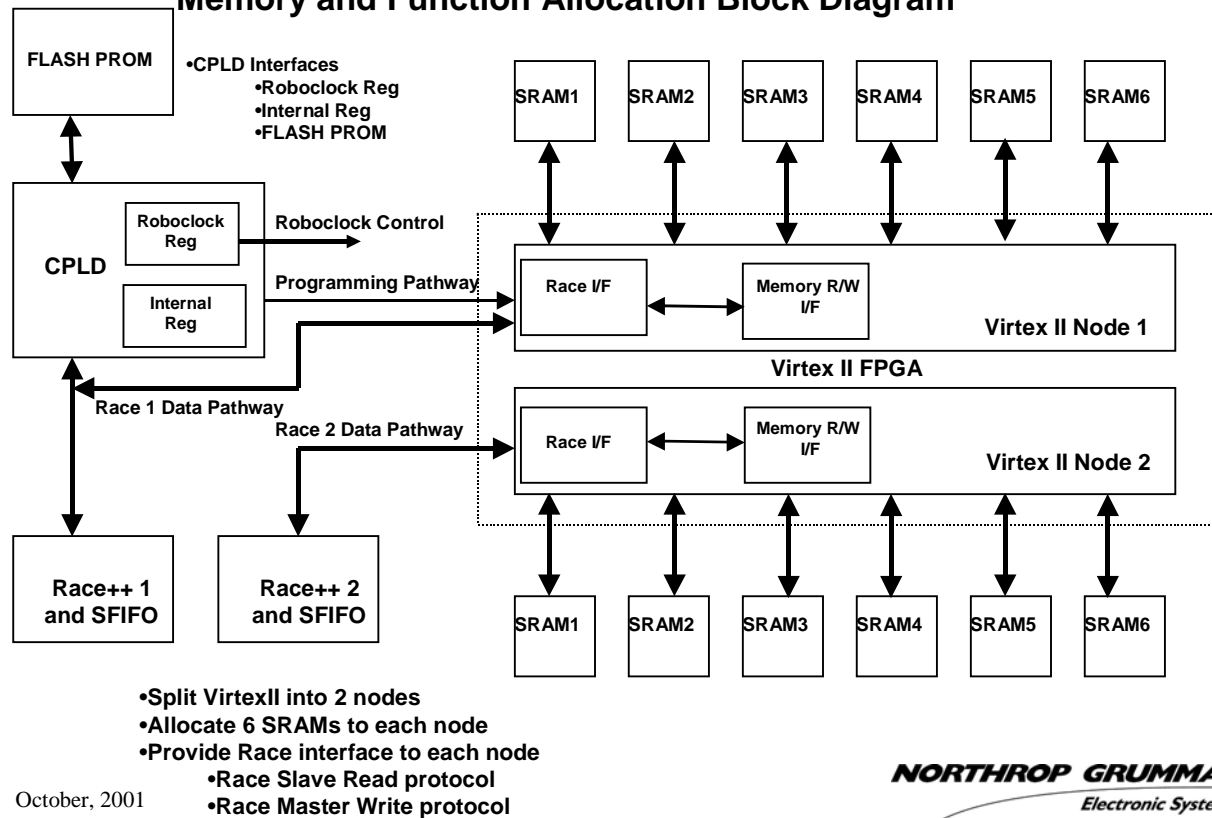 Memory and Function Allocation Block Diagram
FLASH PROM
•CPLD Interfaces
•Roboclock Reg
•Internal Reg
•FLASH PROM
SRAM1
SRAM2
SRAM3
SRAM4
SRAM5
SRAM6
CPLD
Roboclock
Reg
Internal
Reg
Roboclock Control
Programming Pathway
Race I/F
Memory R/W
I/F
Virtex II Node 1
Virtex II FPGA
Race 1 Data Pathway
Race 2 Data Pathway
Race I/F
Memory R/W
I/F
Virtex II Node 2
Race++ 1
and SFIFO
Race++ 2
and SFIFO
SRAM1
SRAM2
SRAM3
SRAM4
SRAM5
SRAM6
•Split VirtexII into 2 nodes
•Allocate 6 SRAMs to each node
•Provide Race interface to each node
•Race Slave Read protocol
•Race Master Write protocol
October, 2001
NORTHROP GRUMMA
Electronic Syste